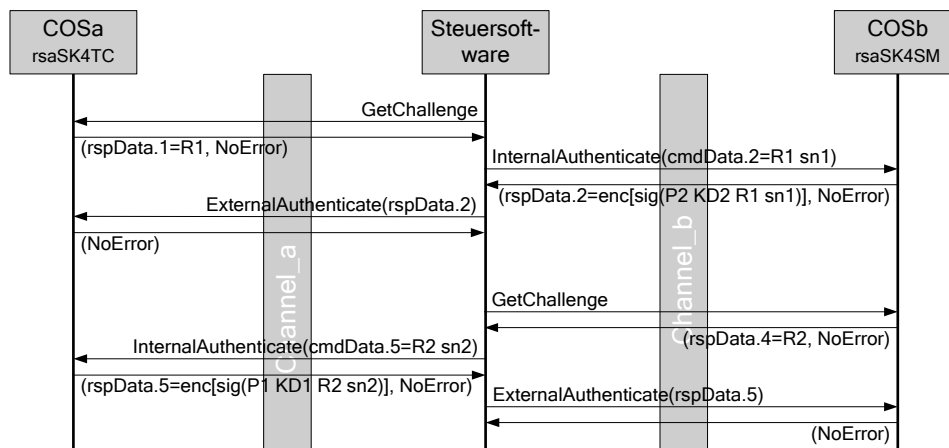 COSa
rsaSK4TC
Steuersoft-
ware
COSb
rsaSK4SM
GetChallenge
(rspData.1=R1, NoError)
InternalAuthenticate(cmdData.2=R1 sn1)
(rspData.2=enc[sig(P2 KD2 R1 sn1)], NoError)
ExternalAuthenticate(rspData.2)
(NoError)
Channel_a
Channel_b
GetChallenge
(rspData.4=R2, NoError)
InternalAuthenticate(cmdData.5=R2 sn2)
(rspData.5=enc[sig(P1 KD1 R2 sn2)], NoError)
ExternalAuthenticate(rspData.5)
(NoError)